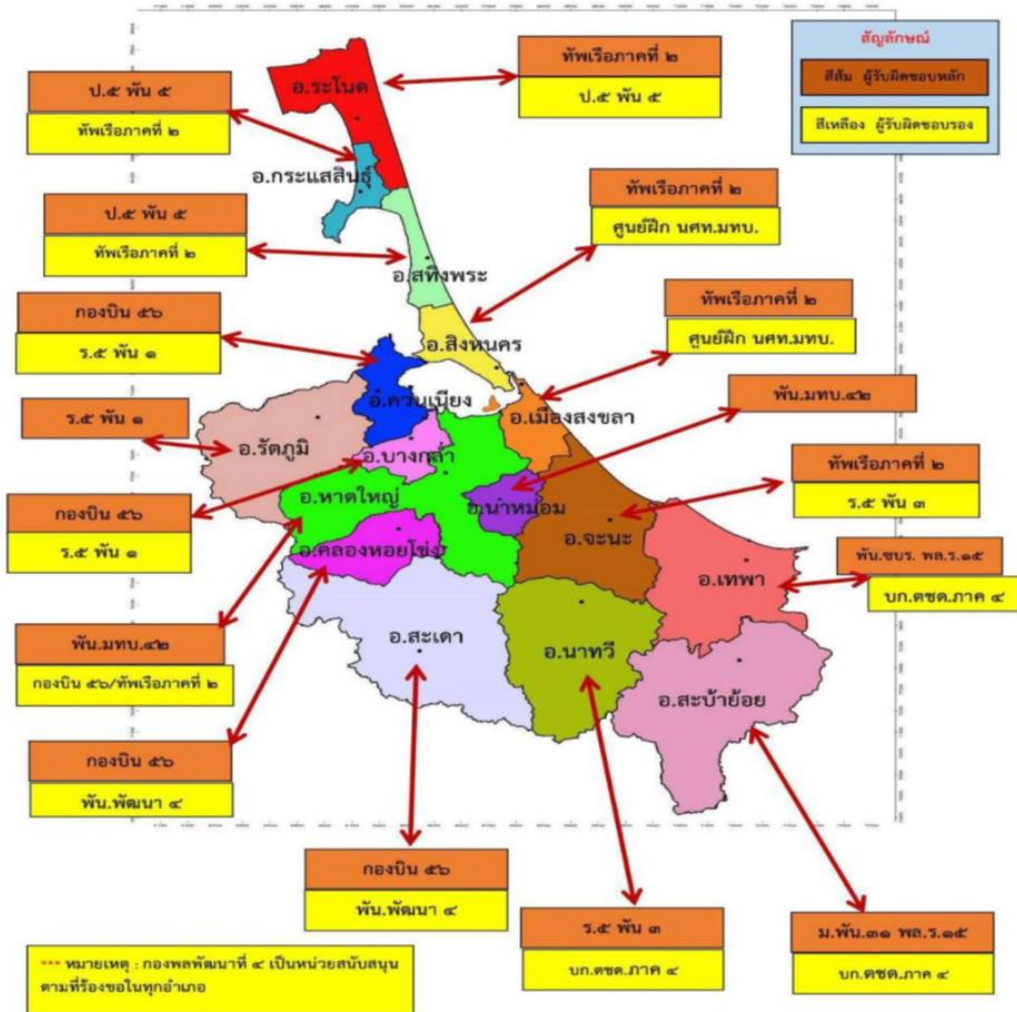 สัญลักษณ์
สีส้ม ผู้รับผิดชอบหลัก
สีเหลือง ผู้รับผิดชอบรอง
ทัพเรือภาคที่ ๒
ป.๕ พัน ๕
อ.ระโนด
ป.๕ พัน ๕
ทัพเรือภาคที่ ๒
อ.กระแสสินธุ์
ทัพเรือภาคที่ ๒
ศูนย์ฝึก นศท.มทบ.
ป.๕ พัน ๕
ทัพเรือภาคที่ ๒
อ.สทิงพระ
กองบิน ๕๖
ร.๕ พัน ๑
อ.สิงหนคร
ทัพเรือภาคที่ ๒
ศูนย์ฝึก นศท.มทบ.
พัน.มทบ.๔๒
อ.ควนเนียง
อ.เมืองสงขลา
ร.๕ พัน ๑
อ.รัตภูมิ
อ.บางกล่ำ
ทัพเรือภาคที่ ๒
ร.๕ พัน ๓
กองบิน ๕๖
ร.๕ พัน ๑
อ.หาดใหญ่
อ.นาหม่อม
อ.จะนะ
อ.คลองหอยโข่ง
พัน.ซบร. พล.ร.๑๕
บก.ตชด.ภาค ๔
อ.เทพา
พัน.มทบ.๔๒
กองบิน ๕๖/ทัพเรือภาคที่ ๒
อ.สะเดา
อ.นาทวี
อ.สะบ้าย้อย
กองบิน ๕๖
พัน.พัฒนา ๔
กองบิน ๕๖
พัน.พัฒนา ๔
ร.๕ พัน ๓
บก.ตชด.ภาค ๔
ม.พัน.๓๑ พล.ร.๑๕
บก.ตชด.ภาค ๔
*** หมายเหตุ : กองพลพัฒนาที่ ๔ เป็นหน่วยสนับสนุน
ตามที่ร้องขอในทุกอำเภอ